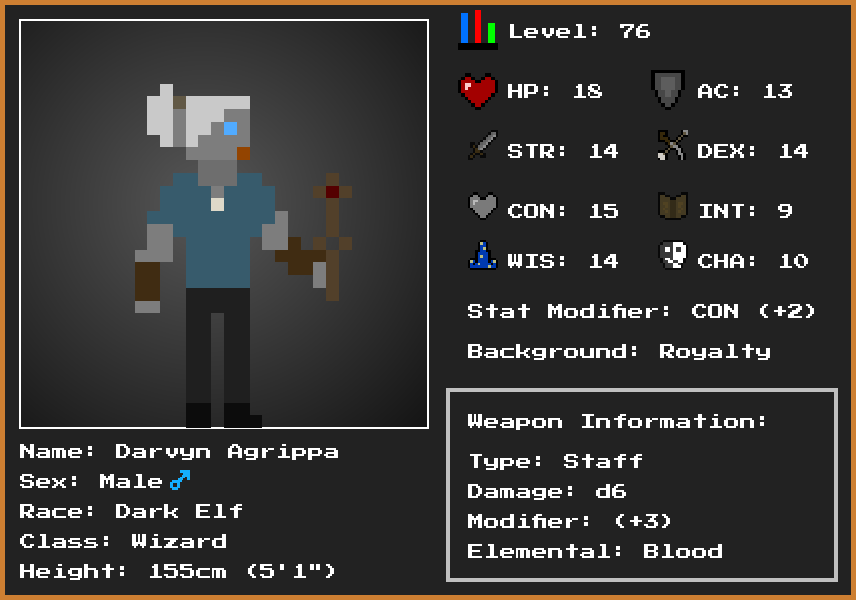 Level: 76
HP: 18
AC: 13
STR: 14
DEX: 14
CON: 15
INT: 9
WIS: 14
CHA: 10
Stat Modifier: CON (+2)
Background: Royalty
Weapon Information:
Type: Staff
Damage: d6
Modifier: (+3)
Elemental: Blood
Name: Darvyn Agrippa
Sex: Male♂
Race: Dark Elf
Class: Wizard
Height: 155cm (5'1")